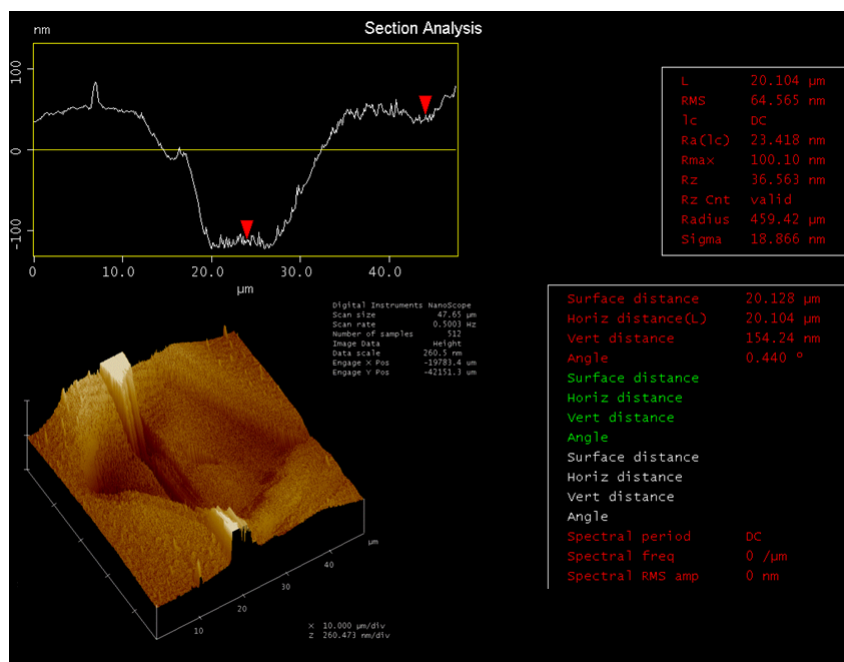 Section Analysis
nm
100
0
-100
0 10.0 20.0 30.0 40.0
µm
L 20.104 µm
RMS 64.565 nm
lc DC
Ra(lc) 23.418 nm
Rmax 100.10 nm
Rz 36.563 nm
Rz Cnt valid
Radius 459.42 µm
Sigma 18.866 nm
Digital Instruments NanoScope
Scan size 47.65 µm
Scan rate 0.5003 Hz
Number of samples 512
Image Data Height
Data scale 260.5 nm
Engage X Pos -19783.4 um
Engage Y Pos -42151.3 um
Surface distance 20.128 µm
Horiz distance(L) 20.104 µm
Vert distance 154.24 nm
Angle 0.440 °
Surface distance
Horiz distance
Vert distance
Angle
Surface distance
Horiz distance
Vert distance
Angle
Spectral period DC
Spectral freq 0 /µm
Spectral RMS amp 0 nm
10
20
30
40
µm
X 10.000 µm/div
Z 260.473 nm/div